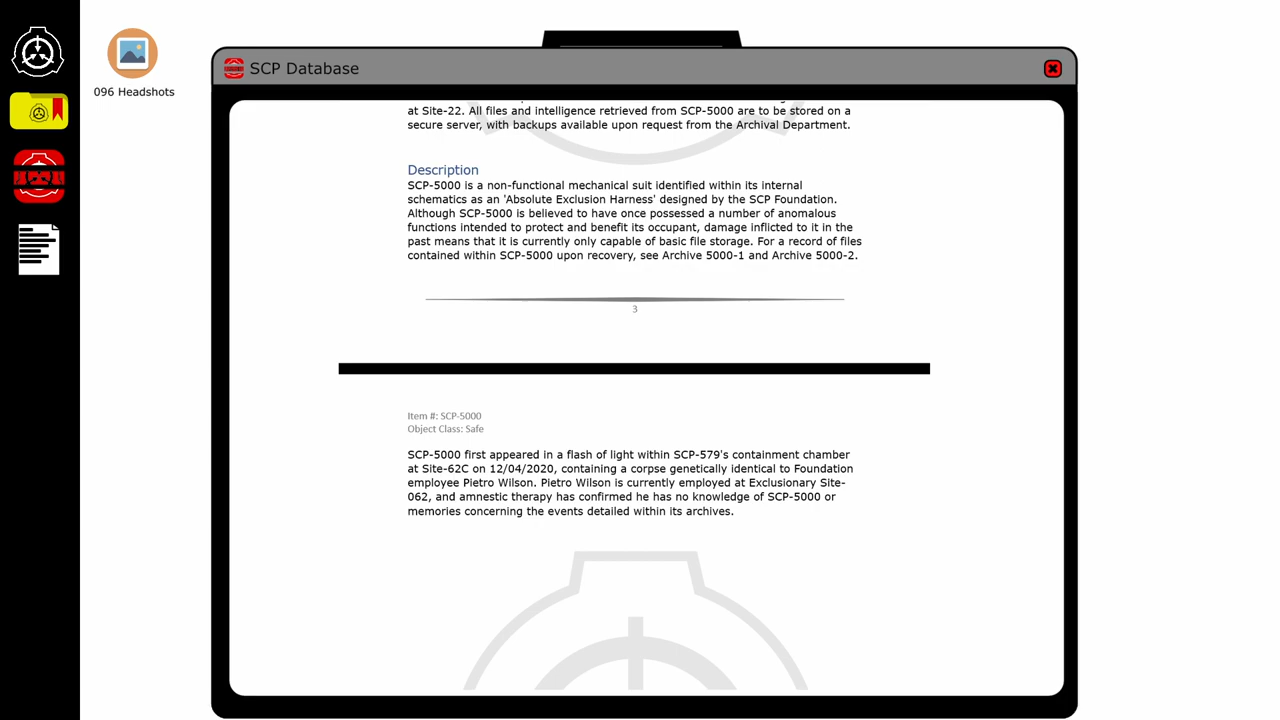 096 Headshots
SCP Database
at Site-22. All files and intelligence retrieved from SCP-5000 are to be stored on a
secure server, with backups available upon request from the Archival Department.
Description
SCP-5000 is a non-functional mechanical suit identified within its internal
schematics as an 'Absolute Exclusion Harness' designed by the SCP Foundation.
Although SCP-5000 is believed to have once possessed a number of anomalous
functions intended to protect and benefit its occupant, damage inflicted to it in the
past means that it is currently only capable of basic file storage. For a record of files
contained within SCP-5000 upon recovery, see Archive 5000-1 and Archive 5000-2.
3
Item #: SCP-5000
Object Class: Safe
SCP-5000 first appeared in a flash of light within SCP-579's containment chamber
at Site-62C on 12/04/2020, containing a corpse genetically identical to Foundation
employee Pietro Wilson. Pietro Wilson is currently employed at Exclusionary Site-
062, and amnestic therapy has confirmed he has no knowledge of SCP-5000 or
memories concerning the events detailed within its archives.